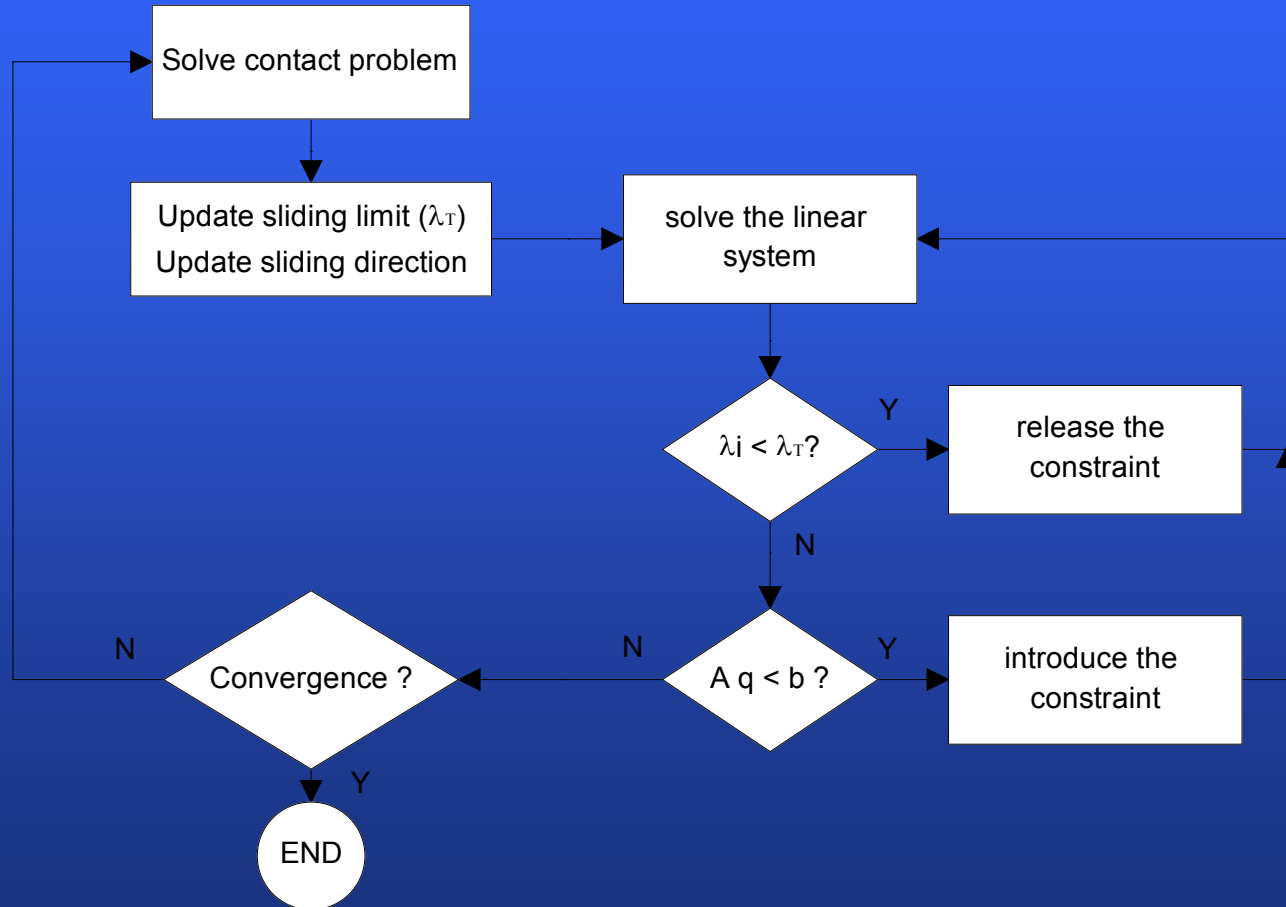 Solve contact problem
Update sliding limit (λT)
Update sliding direction
solve the linear
system
λi < λT?
Y
release the
constraint
N
A q < b ?
Y
introduce the
constraint
N
Convergence ?
N
Y
END